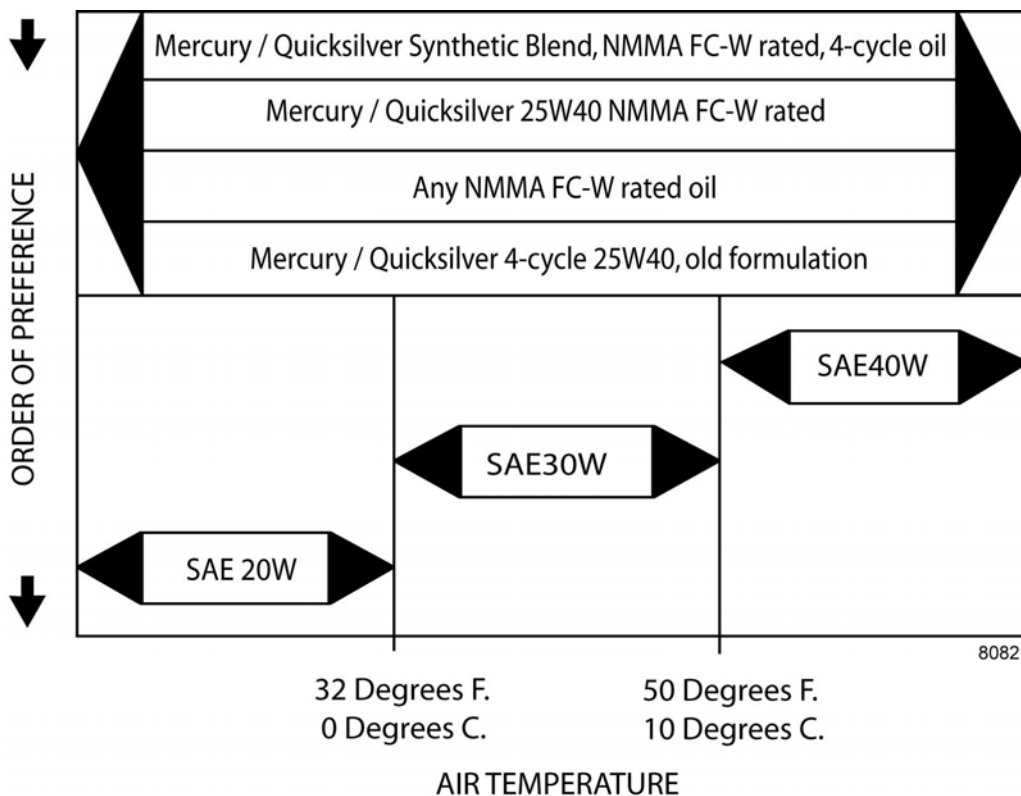 Mercury / Quicksilver Synthetic Blend, NMMA FC-W rated, 4-cycle oil
Mercury / Quicksilver 25W40 NMMA FC-W rated
Any NMMA FC-W rated oil
Mercury / Quicksilver 4-cycle 25W40, old formulation
ORDER OF PREFERENCE
SAE40W
SAE30W
SAE 20W
8082
32 Degrees F.
0 Degrees C.
50 Degrees F.
10 Degrees C.
AIR TEMPERATURE